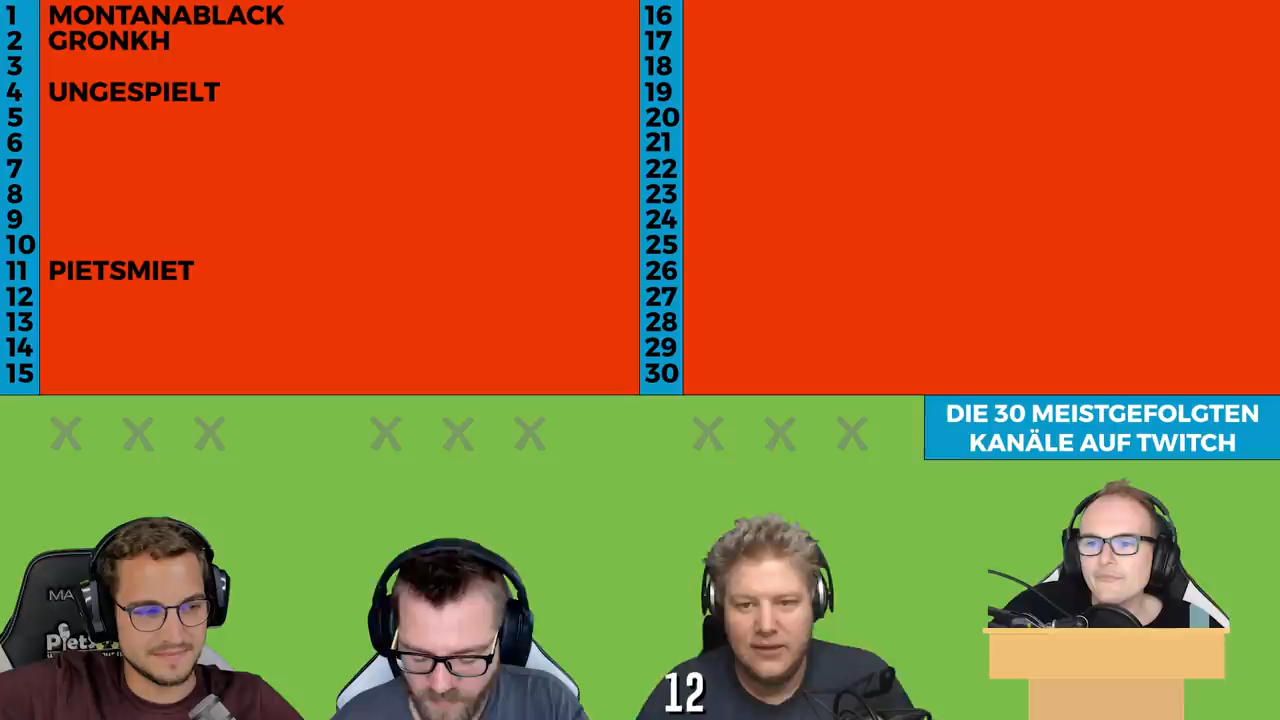 1 MONTANABLACK
2 GRONKH
3
4 UNGESPIELT
5
6
7
8
9
10
11 PIETSMIET
12
13
14
15
16
17
18
19
20
21
22
23
24
25
26
27
28
29
30
X X X
X X X
X X X
DIE 30 MEISTGEFOLGTEN
KANÄLE AUF TWITCH
MA
Piets
12